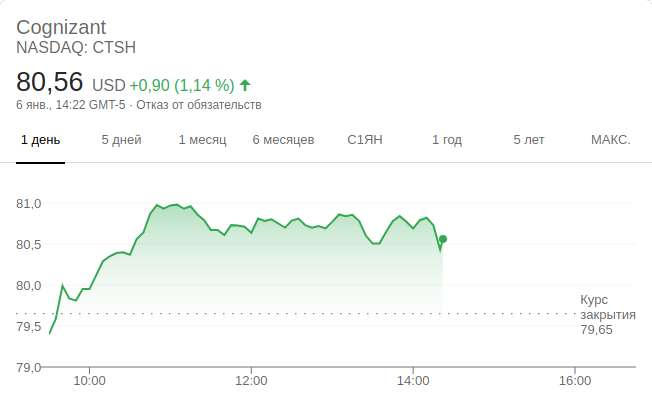 Cognizant
NASDAQ: CTSH
80,56 USD +0,90 (1,14 %)
6 янв., 14:22 GMT-5 · Отказ от обязательств
1 день 5 дней 1 месяц 6 месяцев С1ЯН 1 год 5 лет МАКС.
81,0
80,5
80,0
Курс
закрытия
79,65
79,5
79,0
10:00 12:00 14:00 16:00